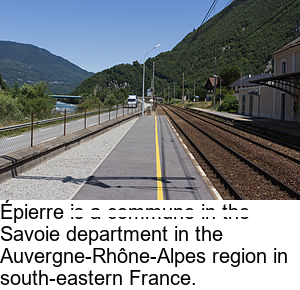 Épierre is a commune in the
Savoie department in the
Auvergne-Rhône-Alpes region in
south-eastern France.